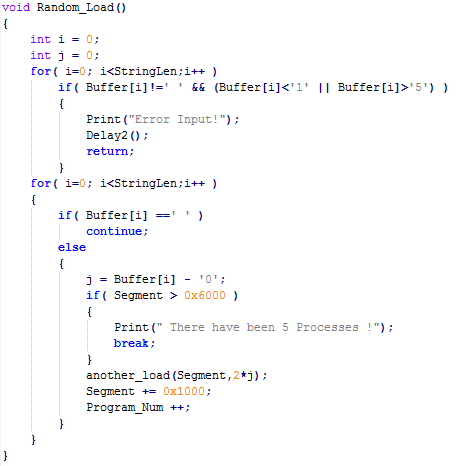 void Random_Load()
{
    int i = 0;
    int j = 0;
    for( i=0; i<StringLen;i++ )
        if( Buffer[i]!=' ' && (Buffer[i]<'1' || Buffer[i]>'5') )
        {
            Print("Error Input!");
            Delay2();
            return;
        }
    for( i=0; i<StringLen;i++ )
    {
        if( Buffer[i] ==' ' )
            continue;
        else
        {
            j = Buffer[i] - '0';
            if( Segment > 0x6000 )
            {
                Print(" There have been 5 Processes !");
                break;
            }
            another_load(Segment,2*j);
            Segment += 0x1000;
            Program_Num ++;
        }
    }
}